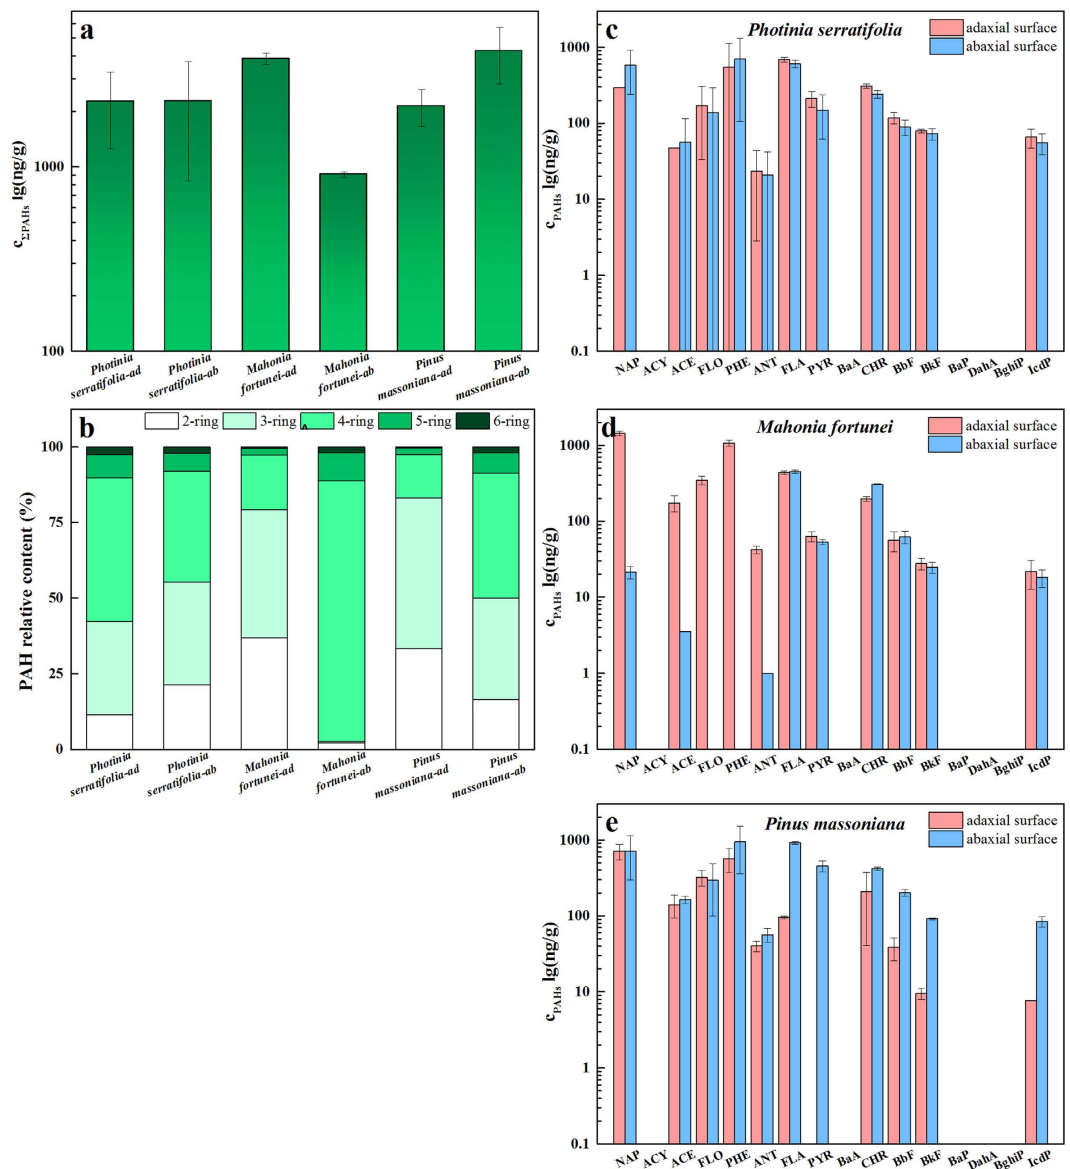 a
c_ΣPAHs lg(ng/g)
1000
100
Photinia
serratifolia-ad
Photinia
serratifolia-ab
Mahonia
fortunei-ad
Mahonia
fortunei-ab
Pinus
massoniana-ad
Pinus
massoniana-ab
b
2-ring 3-ring 4-ring 5-ring 6-ring
PAH relative content (%)
100
75
50
25
0
Photinia
serratifolia-ad
Photinia
serratifolia-ab
Mahonia
fortunei-ad
Mahonia
fortunei-ab
Pinus
massoniana-ad
Pinus
massoniana-ab
c
Photinia serratifolia
adaxial surface
abaxial surface
c_PAHs lg(ng/g)
1000
100
10
1
0.1
NAP ACY ACE FLO PHE ANT FLA PYR BaA CHR BbF BkF BaP DahA BghiP IcdP
d
Mahonia fortunei
adaxial surface
abaxial surface
c_PAHs lg(ng/g)
1000
100
10
1
0.1
NAP ACY ACE FLO PHE ANT FLA PYR BaA CHR BbF BkF BaP DahA BghiP IcdP
e
Pinus massoniana
adaxial surface
abaxial surface
c_PAHs lg(ng/g)
1000
100
10
1
0.1
NAP ACY ACE FLO PHE ANT FLA PYR BaA CHR BbF BkF BaP DahA BghiP IcdP